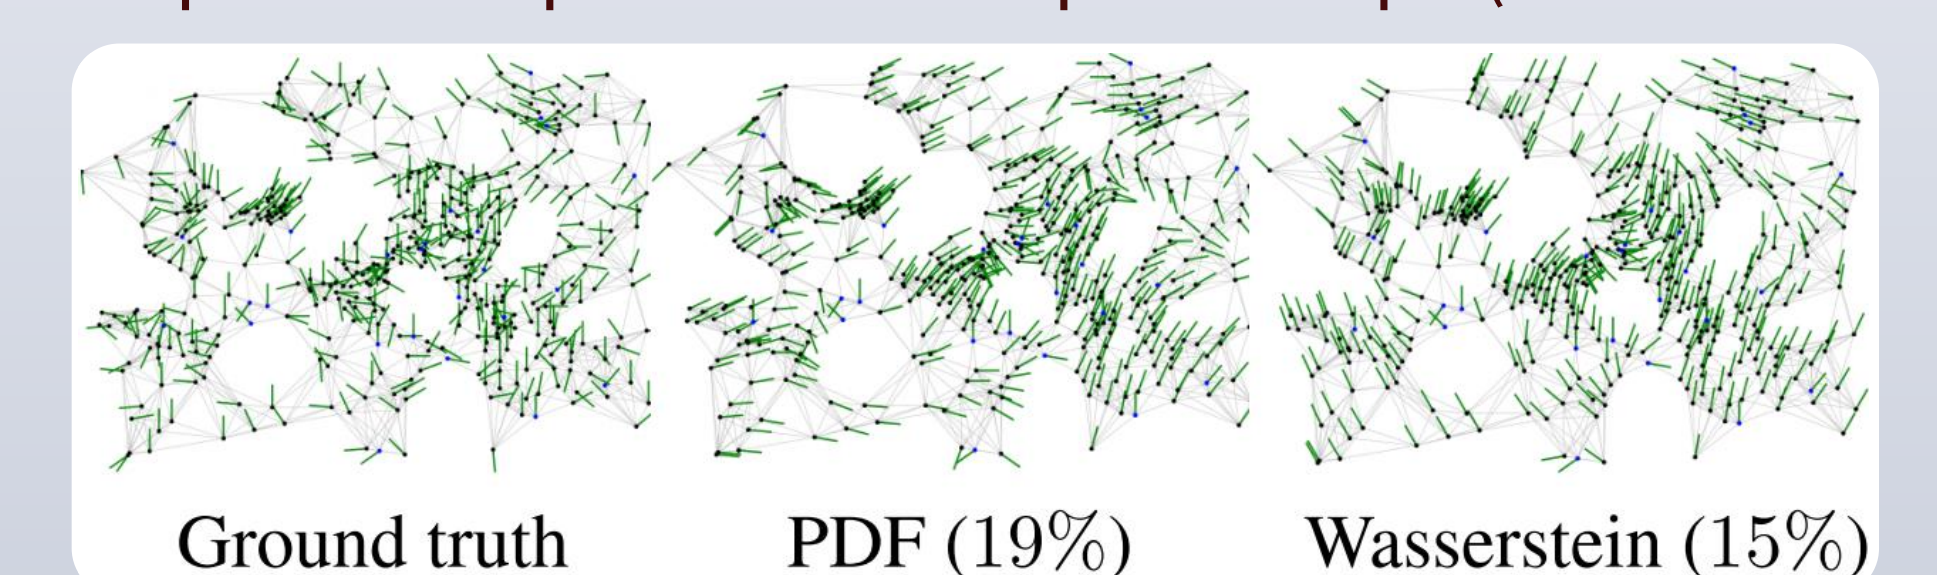 Ground truth
PDF (19%)
Wasserstein (15%)